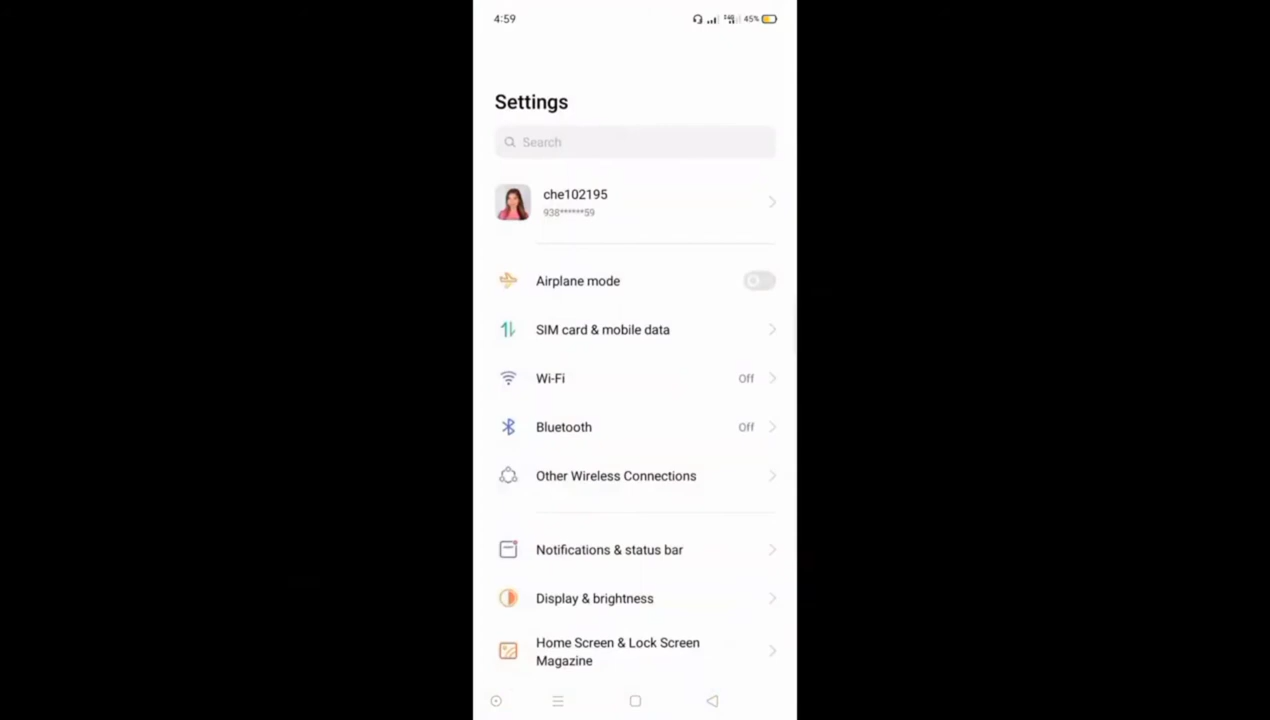 4:59
45%
Settings
Search
che102195
938******59
Airplane mode
SIM card & mobile data
Wi-Fi Off
Bluetooth Off
Other Wireless Connections
Notifications & status bar
Display & brightness
Home Screen & Lock Screen
Magazine